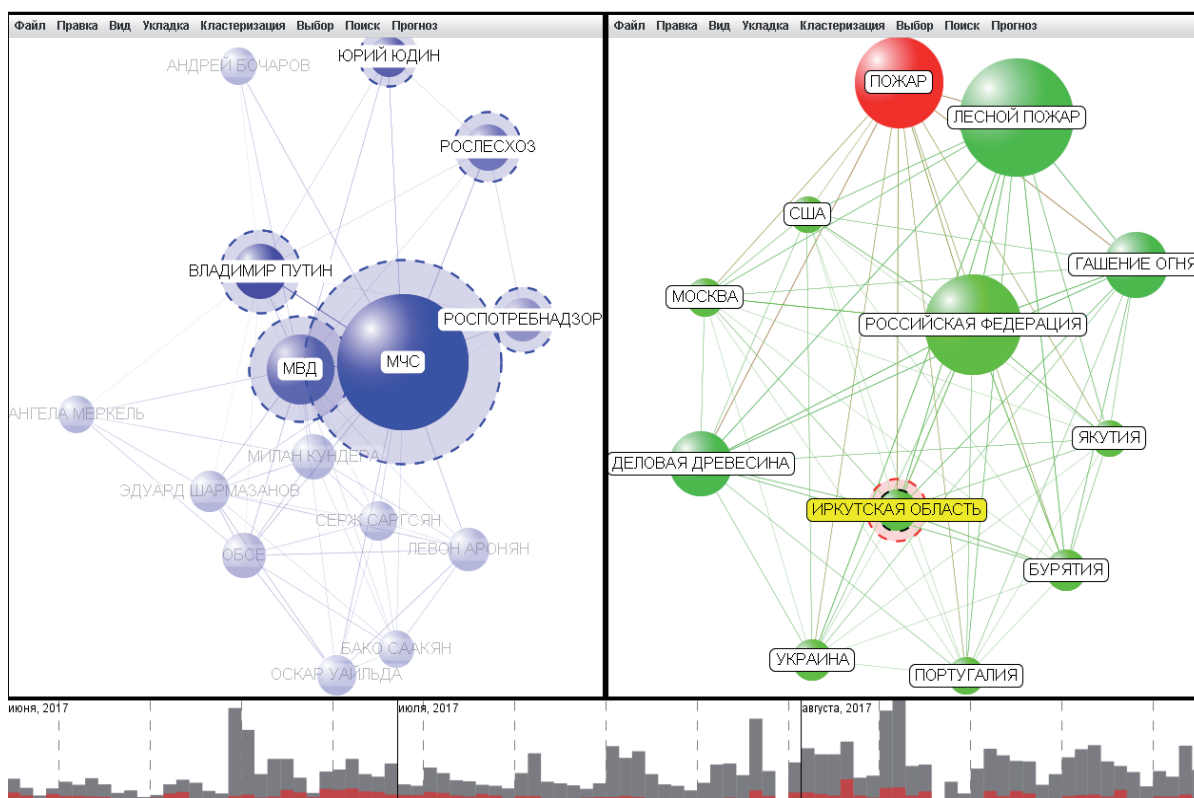 Файл Правка Вид Укладка Кластеризация Выбор Поиск Прогноз
АНДРЕЙ БОЧАРОВ
ЮРИЙ ЮДИН
РОСЛЕСХОЗ
ВЛАДИМИР ПУТИН
РОСПОТРЕБНАДЗОР
МВД
МЧС
АНГЕЛА МЕРКЕЛЬ
МИЛАН КУНДЕРА
ЭДУАРД ШАРМАЗАНОВ
СЕРЖ САРГСЯН
ОБСЕ
ЛЕВОН АРОНЯН
БАКО СААКЯН
ОСКАР УАЙЛЬДА
Файл Правка Вид Укладка Кластеризация Выбор Поиск Прогноз
ПОЖАР
ЛЕСНОЙ ПОЖАР
США
ГАШЕНИЕ ОГНЯ
МОСКВА
РОССИЙСКАЯ ФЕДЕРАЦИЯ
ЯКУТИЯ
ДЕЛОВАЯ ДРЕВЕСИНА
ИРКУТСКАЯ ОБЛАСТЬ
БУРЯТИЯ
УКРАИНА
ПОРТУГАЛИЯ
июня, 2017
июля, 2017
августа, 2017